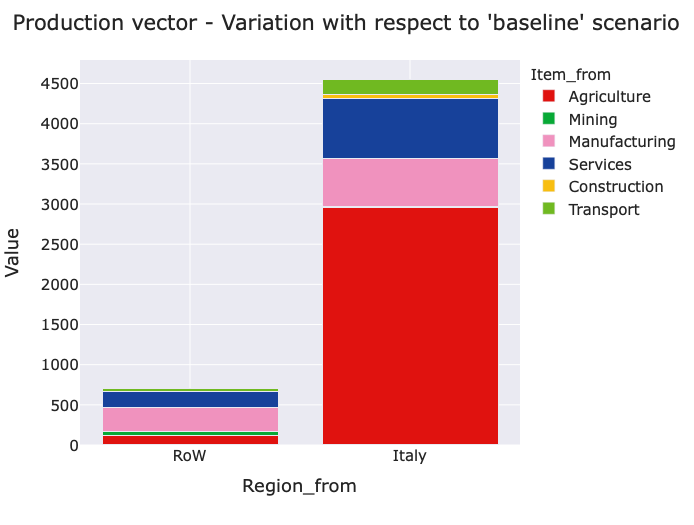 Production vector - Variation with respect to 'baseline' scenario
Item_from
Agriculture
Mining
Manufacturing
Services
Construction
Transport
Value
4500
4000
3500
3000
2500
2000
1500
1000
500
0
RoW
Italy
Region_from